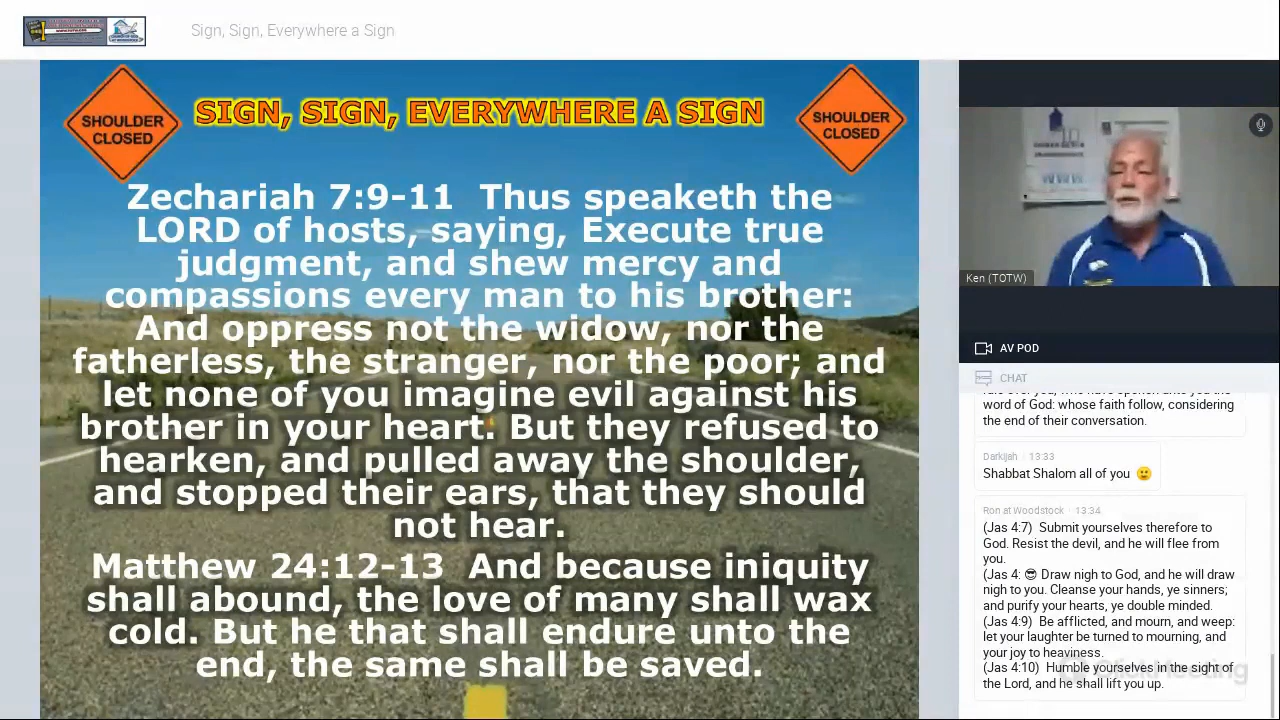 Sign, Sign, Everywhere a Sign
SHOULDER
CLOSED
SIGN, SIGN, EVERYWHERE A SIGN
SHOULDER
CLOSED
Zechariah 7:9-11 Thus speaketh the
LORD of hosts, saying, Execute true
judgment, and shew mercy and
compassions every man to his brother:
And oppress not the widow, nor the
fatherless, the stranger, nor the poor; and
let none of you imagine evil against his
brother in your heart. But they refused to
hearken, and pulled away the shoulder,
and stopped their ears, that they should
not hear.
Matthew 24:12-13 And because iniquity
shall abound, the love of many shall wax
cold. But he that shall endure unto the
end, the same shall be saved.
Ken (TOTW)
AV POD
CHAT
word of God: whose faith follow, considering
the end of their conversation.
Darkijah · 13:33
Shabbat Shalom all of you 🙂
Ron at Woodstock · 13:34
(Jas 4:7) Submit yourselves therefore to
God. Resist the devil, and he will flee from
you.
(Jas 4: 😎 Draw nigh to God, and he will draw
nigh to you. Cleanse your hands, ye sinners;
and purify your hearts, ye double minded.
(Jas 4:9) Be afflicted, and mourn, and weep:
let your laughter be turned to mourning, and
your joy to heaviness.
(Jas 4:10) Humble yourselves in the sight of
the Lord, and he shall lift you up.
ClickMeeting